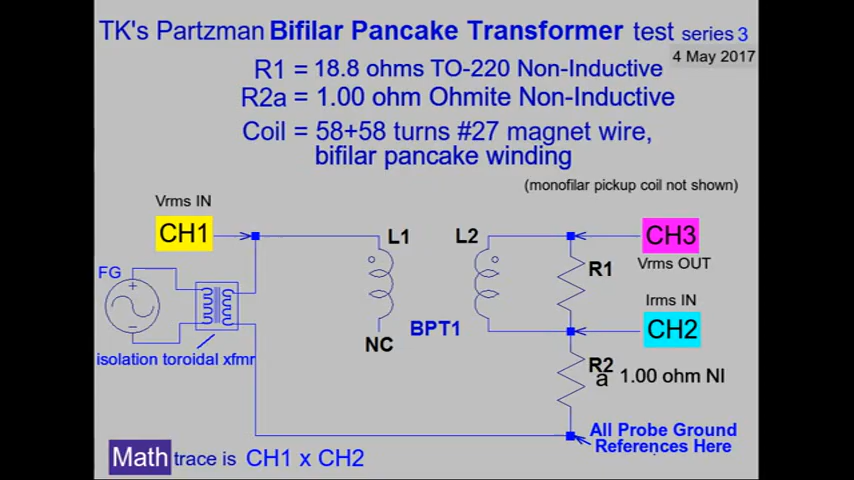 TK's Partzman Bifilar Pancake Transformer test series 3
4 May 2017
R1 = 18.8 ohms TO-220 Non-Inductive
R2a = 1.00 ohm Ohmite Non-Inductive
Coil = 58+58 turns #27 magnet wire,
bifilar pancake winding
(monofilar pickup coil not shown)
Vrms IN
CH1
L1
L2
CH3
Vrms OUT
FG
R1
Irms IN
CH2
BPT1
NC
isolation toroidal xfmr
R2
a 1.00 ohm NI
All Probe Ground
References Here
Math trace is CH1 x CH2